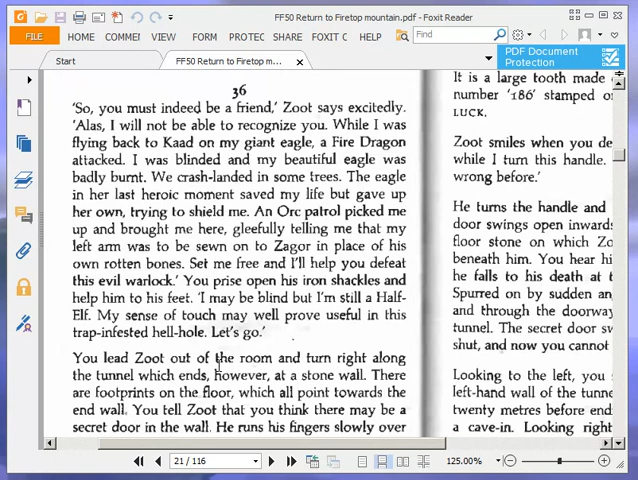 FF50 Return to Firetop mountain.pdf - Foxit Reader
FILE
HOME
COMME
VIEW
FORM
PROTEC
SHARE
FOXIT C
HELP
Find
Start
FF50 Return to Firetop m...
PDF Document
Protection
36
'So, you must indeed be a friend,' Zoot says excitedly.
'Alas, I will not be able to recognize you. While I was
flying back to Kaad on my giant eagle, a Fire Dragon
attacked. I was blinded and my beautiful eagle was
badly burnt. We crash-landed in some trees. The eagle
in her last heroic moment saved my life but gave up
her own, trying to shield me. An Orc patrol picked me
up and brought me here, gleefully telling me that my
left arm was to be sewn on to Zagor in place of his
own rotten bones. Set me free and I'll help you defeat
this evil warlock.' You prise open his iron shackles and
help him to his feet. 'I may be blind but I'm still a Half-
Elf. My sense of touch may well prove useful in this
trap-infested hell-hole. Let's go.'
You lead Zoot out of the room and turn right along
the tunnel which ends, however, at a stone wall. There
are footprints on the floor, which all point towards the
end wall. You tell Zoot that you think there may be a
secret door in the wall. He runs his fingers slowly over
It is a large tooth made
number '186' stamped o
LUCK.
Zoot smiles when you de
while I turn this handle.
wrong before.'
He turns the handle and
door swings open inwards
floor stone on which Zo
beneath him. You hear hi
he falls to his death at t
Spurred on by sudden an
and through the doorway
tunnel. The secret door sw
shut, and now you cannot
Looking to the left, you
left-hand wall of the tunne
twenty metres before end
a cave-in. Looking right
21 / 116
125.00%